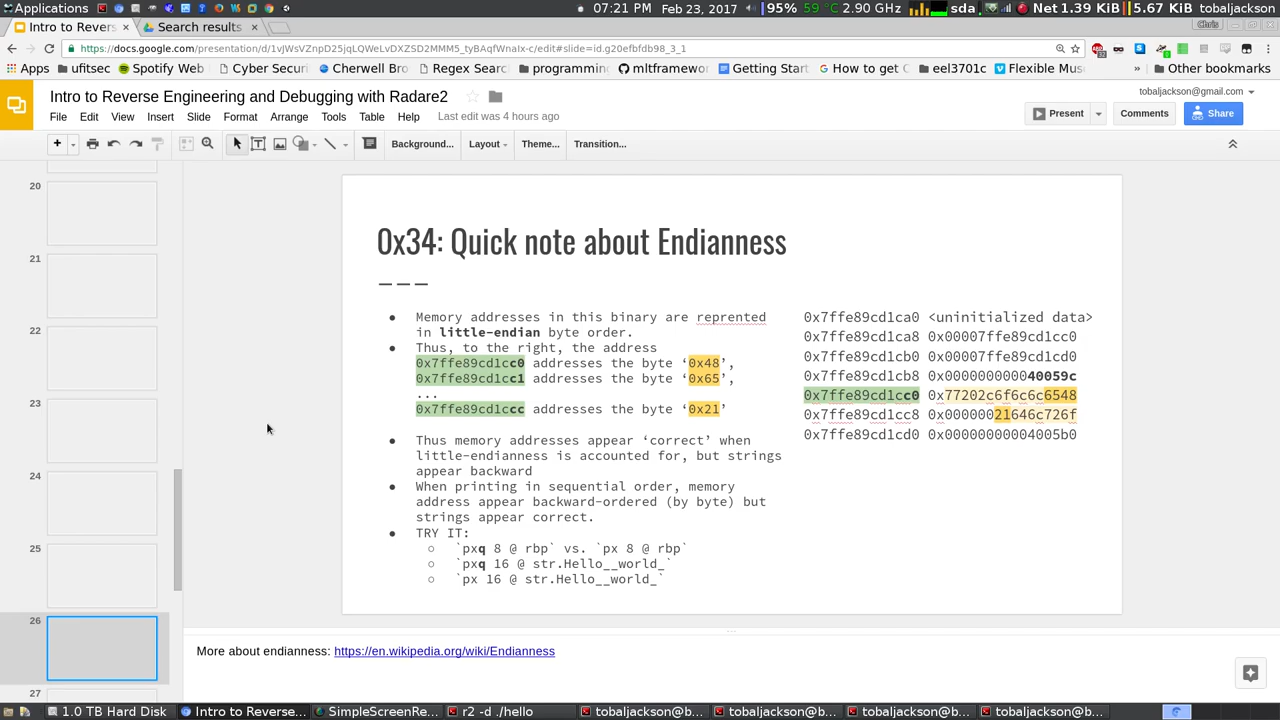 Applications
07:21 PM Feb 23, 2017
95% 59 °C 2.90 GHz
sda
Net 1.39 KiB
5.67 KiB
tobaljackson
Intro to Revers
Search results
Chris
https://docs.google.com/presentation/d/1vJWsVZnpD25jqLQWeLvDXZSD2MMM5_tyBAqfWnaIx-c/edit#slide=id.g20efbfdb98_3_1
Apps
ufitsec
Spotify Web
Cyber Securi
Cherwell Bro
Regex Searc
programming
mltframewor
Getting Star
How to get C
eel3701c
Flexible Mus
»
Other bookmarks
Intro to Reverse Engineering and Debugging with Radare2
tobaljackson@gmail.com
File Edit View Insert Slide Format Arrange Tools Table Help
Last edit was 4 hours ago
Present
Comments
Share
Background...
Layout
Theme...
Transition...
20
21
22
23
24
25
26
27
0x34: Quick note about Endianness
● Memory addresses in this binary are reprented
in little-endian byte order.
● Thus, to the right, the address
0x7ffe89cd1cc0 addresses the byte ‘0x48’,
0x7ffe89cd1cc1 addresses the byte ‘0x65’,
...
0x7ffe89cd1ccc addresses the byte ‘0x21’
● Thus memory addresses appear ‘correct’ when
little-endianness is accounted for, but strings
appear backward
● When printing in sequential order, memory
address appear backward-ordered (by byte) but
strings appear correct.
● TRY IT:
○ `pxq 8 @ rbp` vs. `px 8 @ rbp`
○ `pxq 16 @ str.Hello__world_`
○ `px 16 @ str.Hello__world_`
0x7ffe89cd1ca0 <uninitialized data>
0x7ffe89cd1ca8 0x00007ffe89cd1cc0
0x7ffe89cd1cb0 0x00007ffe89cd1cd0
0x7ffe89cd1cb8 0x000000000040059c
0x7ffe89cd1cc0 0x77202c6f6c6c6548
0x7ffe89cd1cc8 0x00000021646c726f
0x7ffe89cd1cd0 0x00000000004005b0
More about endianness: https://en.wikipedia.org/wiki/Endianness
1.0 TB Hard Disk
Intro to Reverse...
SimpleScreenRe...
r2 -d ./hello
tobaljackson@b...
tobaljackson@b...
tobaljackson@b...
tobaljackson@b...